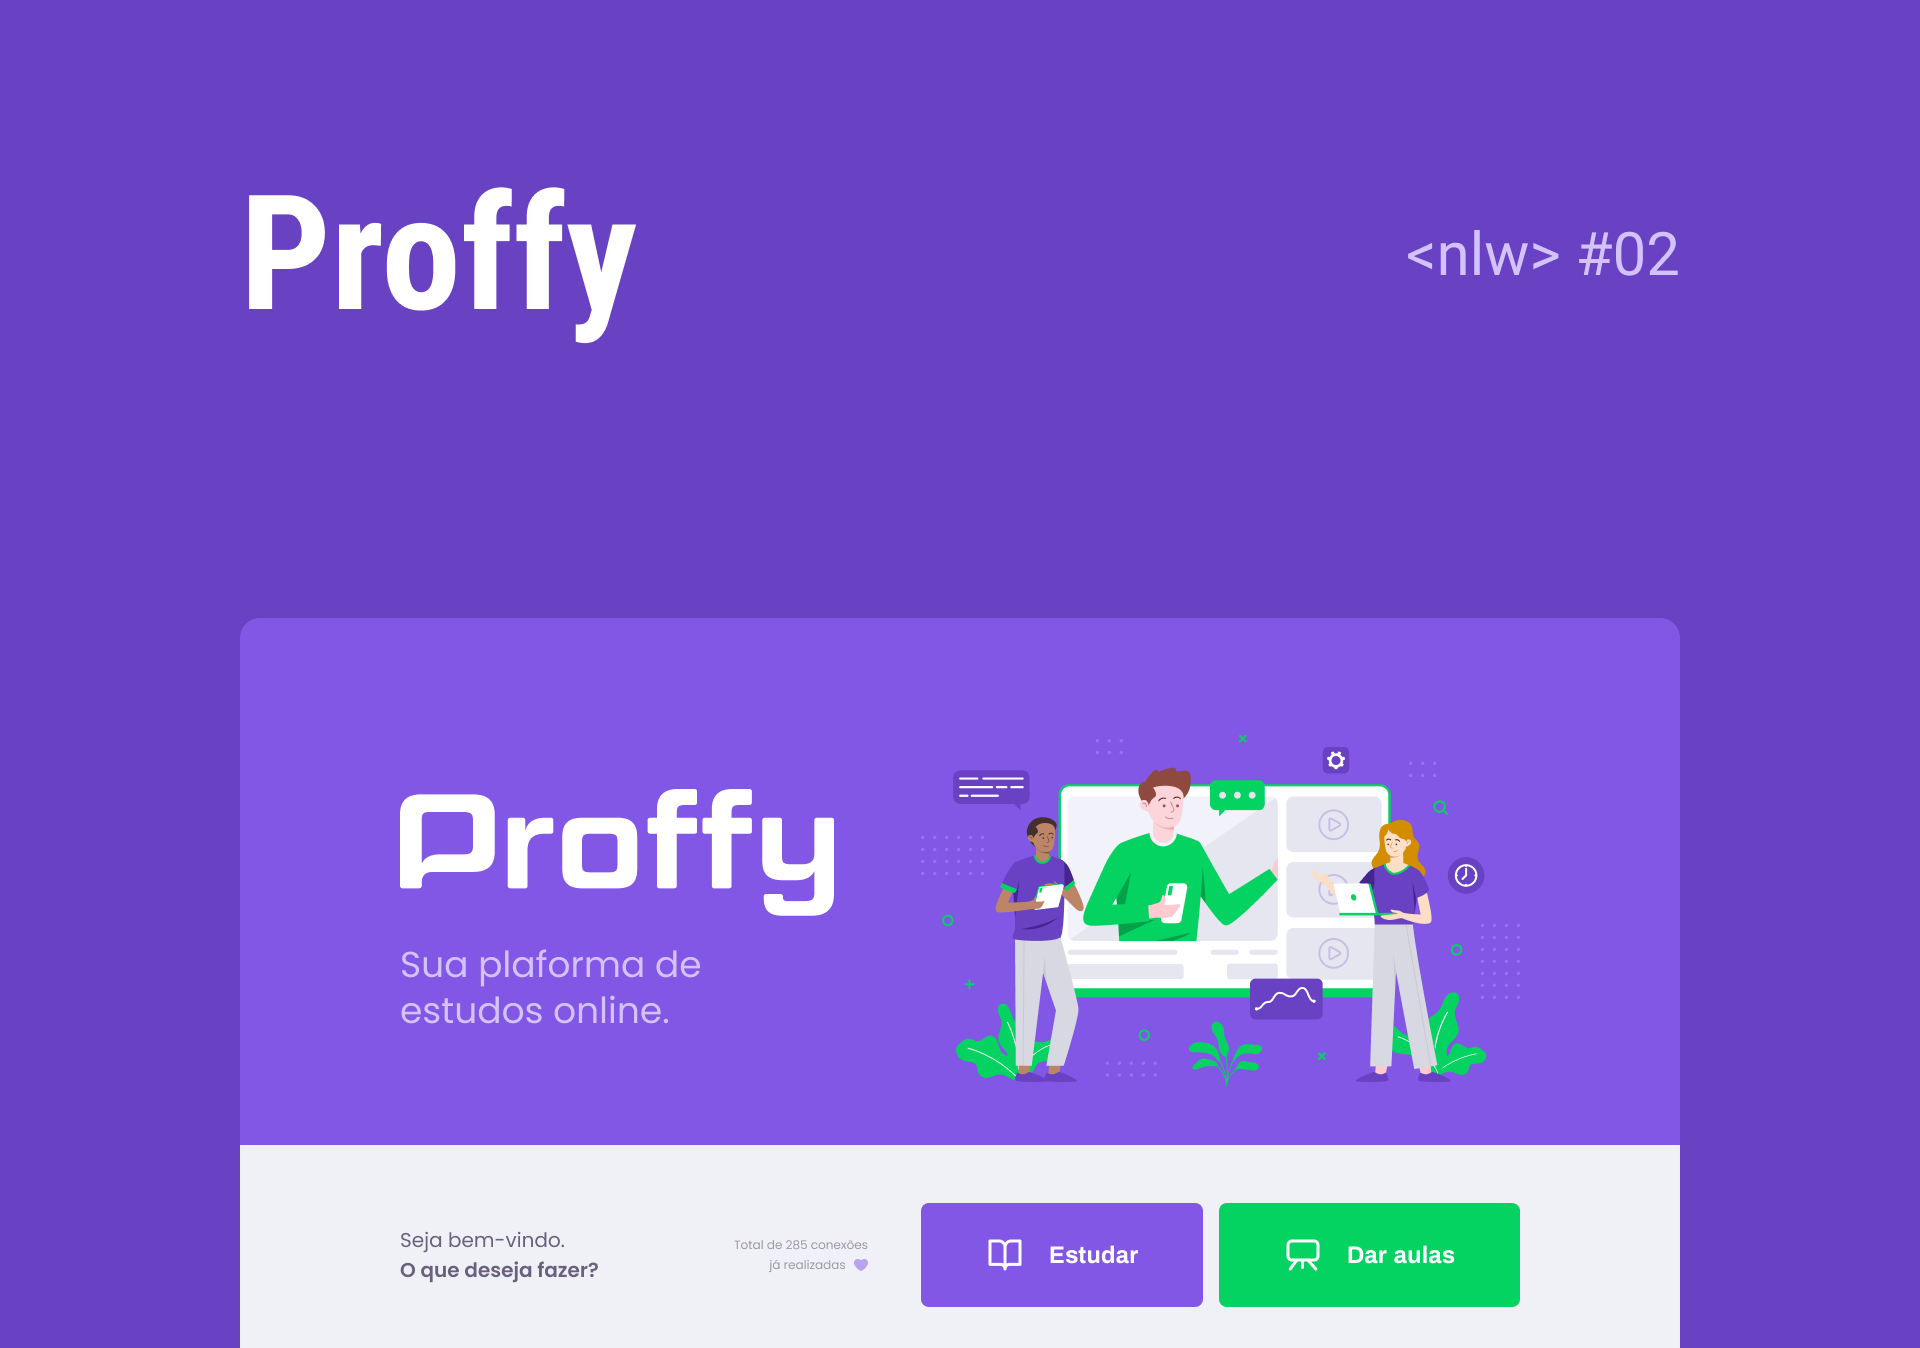 Proffy
<nlw> #02
Proffy
Sua plaforma de
estudos online.
Seja bem-vindo.
O que deseja fazer?
Total de 285 conexões
já realizadas
Estudar
Dar aulas